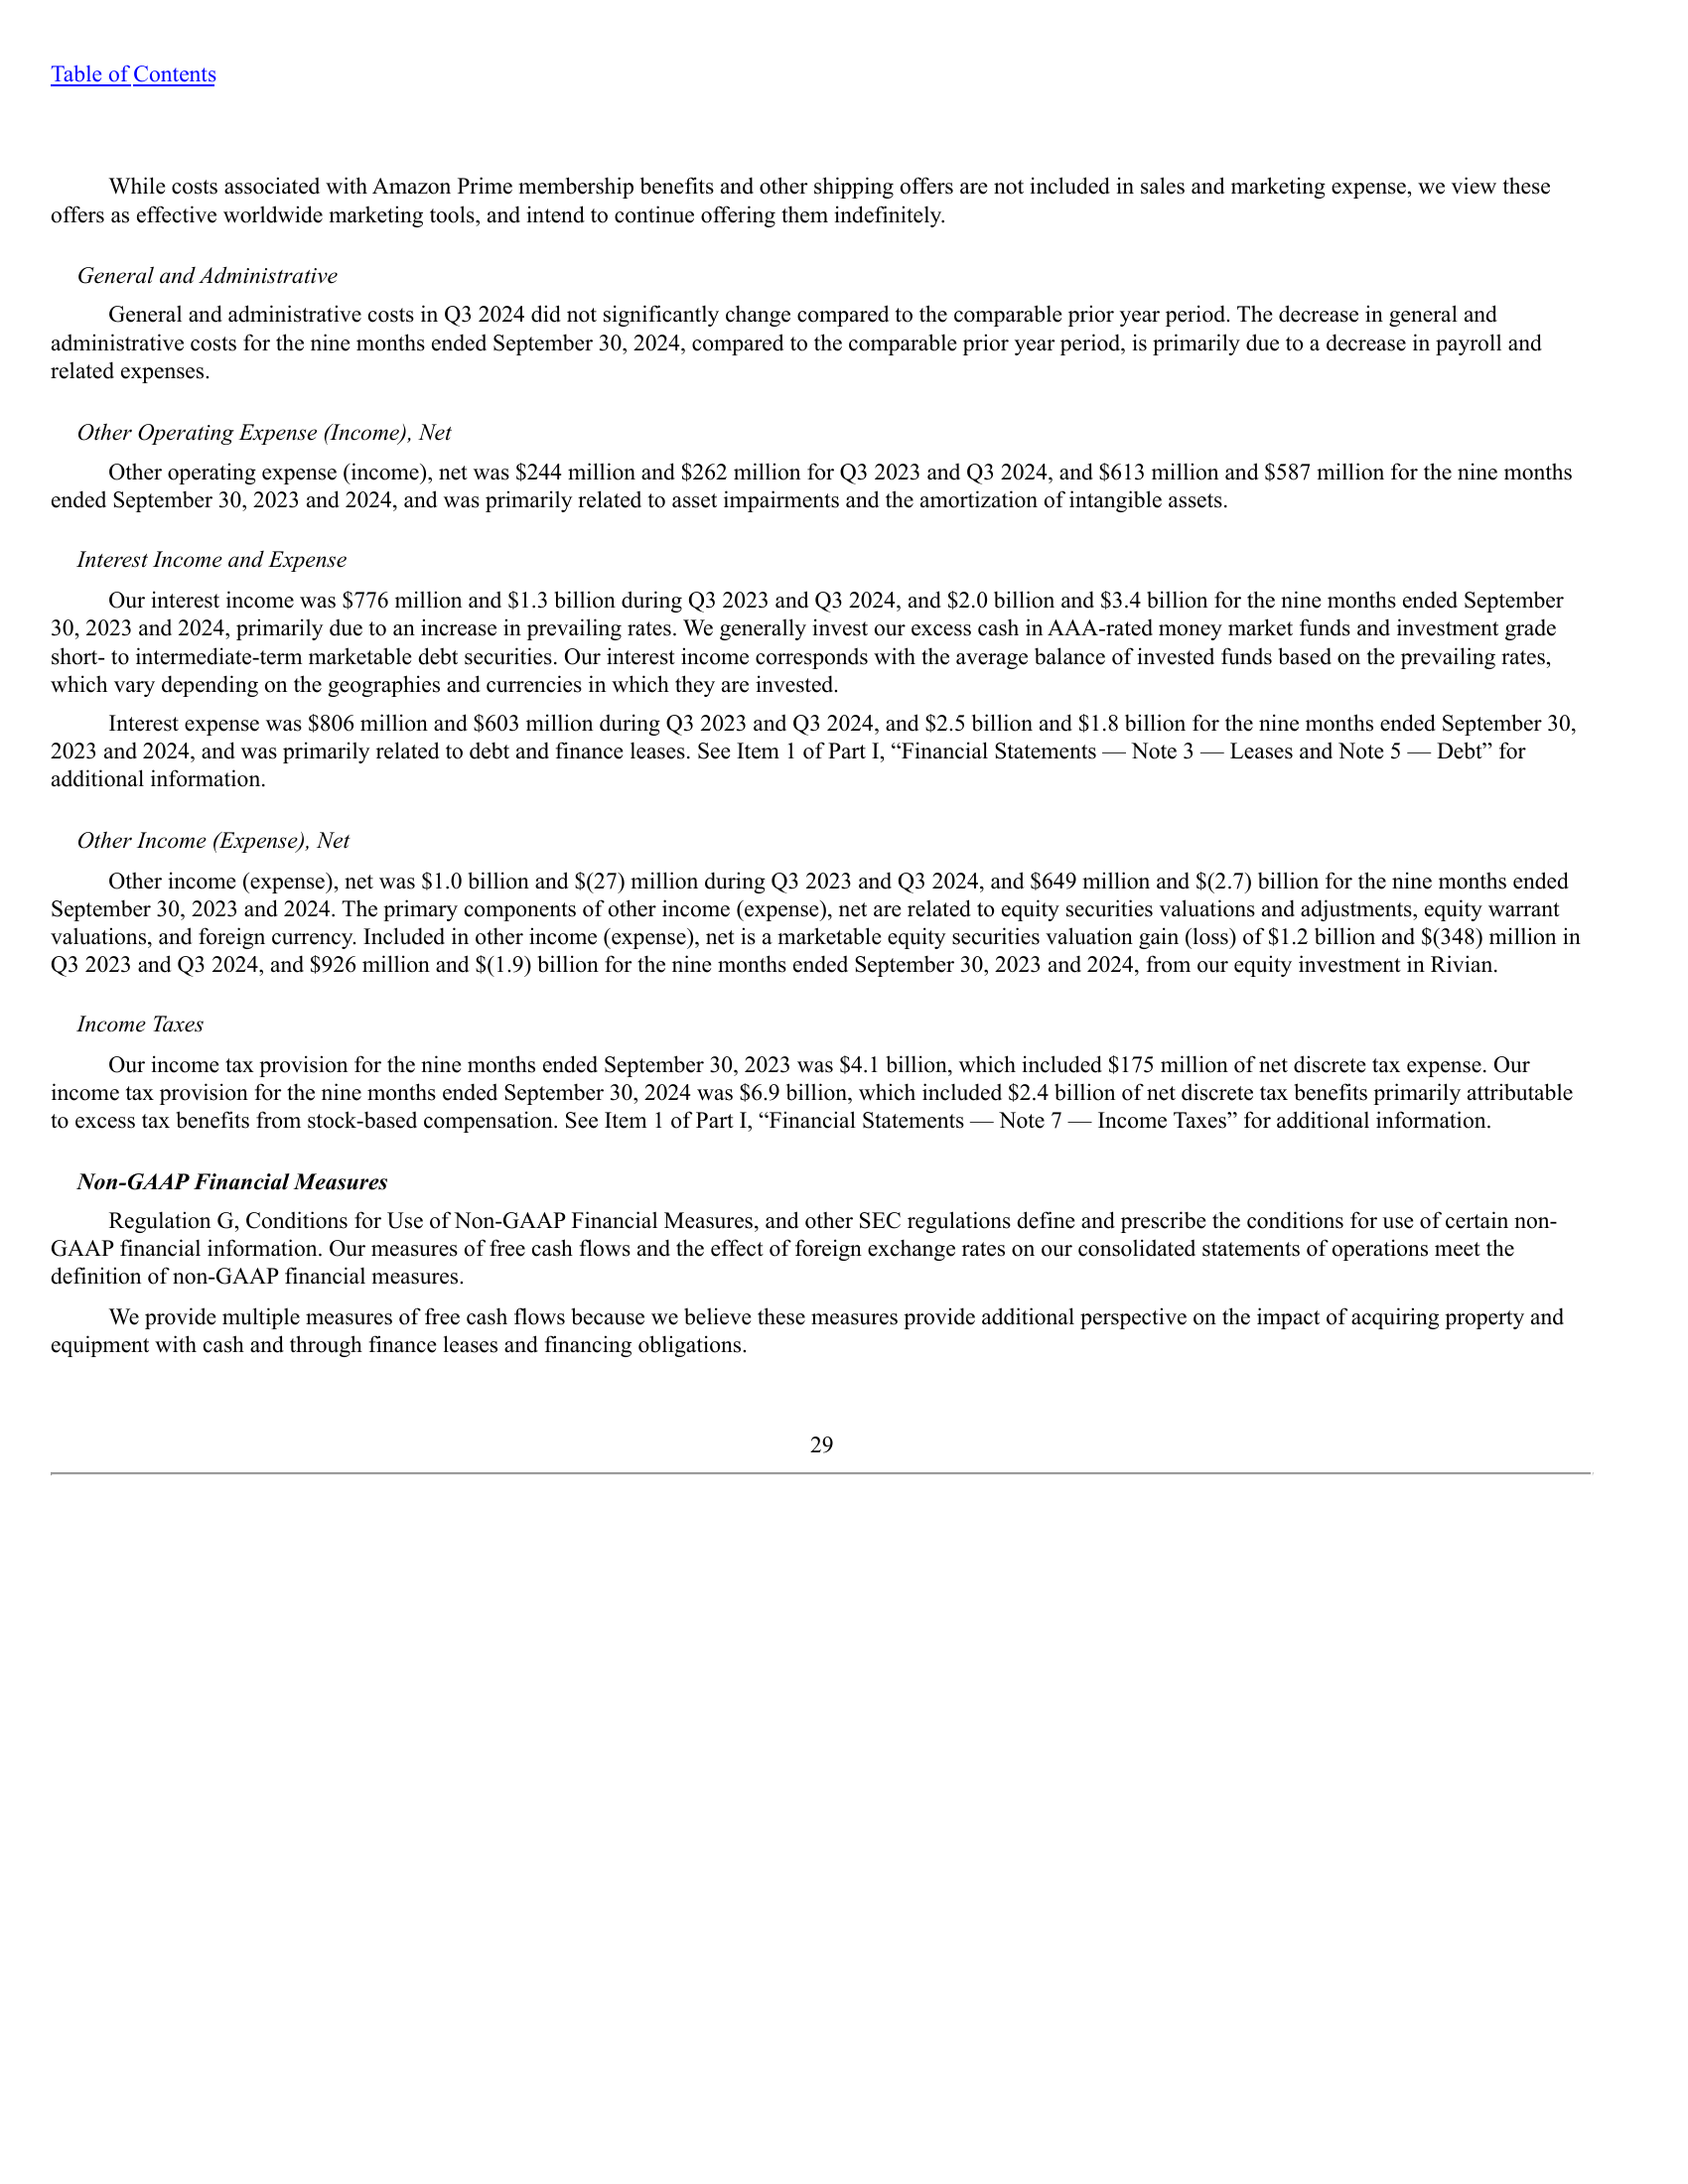 Table of Contents
While costs associated with Amazon Prime membership benefits and other shipping offers are not included in sales and marketing expense, we view these
offers as effective worldwide marketing tools, and intend to continue offering them indefinitely.
General and Administrative
General and administrative costs in Q3 2024 did not significantly change compared to the comparable prior year period. The decrease in general and
administrative costs for the nine months ended September 30, 2024, compared to the comparable prior year period, is primarily due to a decrease in payroll and
related expenses.
Other Operating Expense (Income), Net
Other operating expense (income), net was $244 million and $262 million for Q3 2023 and Q3 2024, and $613 million and $587 million for the nine months
ended September 30, 2023 and 2024, and was primarily related to asset impairments and the amortization of intangible assets.
Interest Income and Expense
Our interest income was $776 million and $1.3 billion during Q3 2023 and Q3 2024, and $2.0 billion and $3.4 billion for the nine months ended September
30, 2023 and 2024, primarily due to an increase in prevailing rates. We generally invest our excess cash in AAA-rated money market funds and investment grade
short- to intermediate-term marketable debt securities. Our interest income corresponds with the average balance of invested funds based on the prevailing rates,
which vary depending on the geographies and currencies in which they are invested.
Interest expense was $806 million and $603 million during Q3 2023 and Q3 2024, and $2.5 billion and $1.8 billion for the nine months ended September 30,
2023 and 2024, and was primarily related to debt and finance leases. See Item 1 of Part I, “Financial Statements — Note 3 — Leases and Note 5 — Debt” for
additional information.
Other Income (Expense), Net
Other income (expense), net was $1.0 billion and $(27) million during Q3 2023 and Q3 2024, and $649 million and $(2.7) billion for the nine months ended
September 30, 2023 and 2024. The primary components of other income (expense), net are related to equity securities valuations and adjustments, equity warrant
valuations, and foreign currency. Included in other income (expense), net is a marketable equity securities valuation gain (loss) of $1.2 billion and $(348) million in
Q3 2023 and Q3 2024, and $926 million and $(1.9) billion for the nine months ended September 30, 2023 and 2024, from our equity investment in Rivian.
Income Taxes
Our income tax provision for the nine months ended September 30, 2023 was $4.1 billion, which included $175 million of net discrete tax expense. Our
income tax provision for the nine months ended September 30, 2024 was $6.9 billion, which included $2.4 billion of net discrete tax benefits primarily attributable
to excess tax benefits from stock-based compensation. See Item 1 of Part I, “Financial Statements — Note 7 — Income Taxes” for additional information.
Non-GAAP Financial Measures
Regulation G, Conditions for Use of Non-GAAP Financial Measures, and other SEC regulations define and prescribe the conditions for use of certain non-
GAAP financial information. Our measures of free cash flows and the effect of foreign exchange rates on our consolidated statements of operations meet the
definition of non-GAAP financial measures.
We provide multiple measures of free cash flows because we believe these measures provide additional perspective on the impact of acquiring property and
equipment with cash and through finance leases and financing obligations.
29